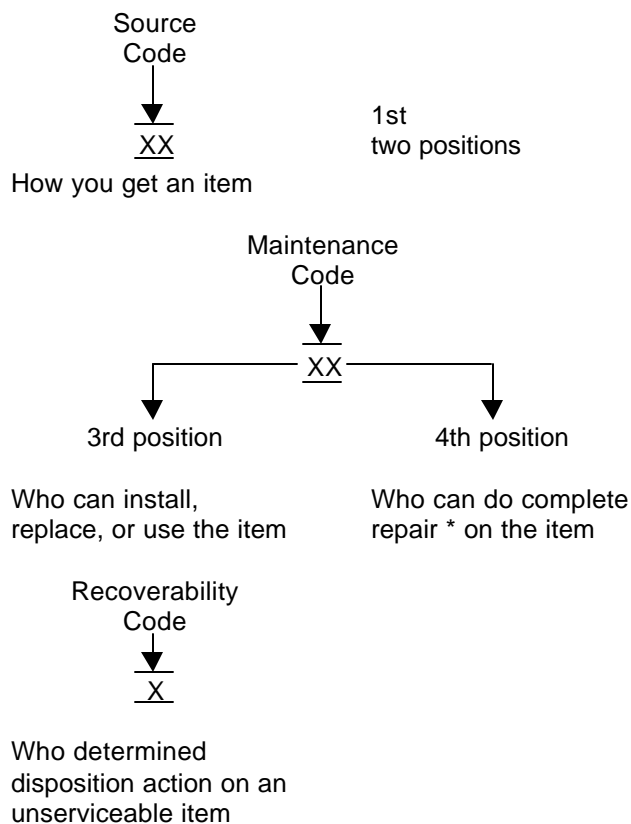 Source
Code
XX
How you get an item
1st
two positions
Maintenance
Code
XX
3rd position
4th position
Who can install,
replace, or use the item
Who can do complete
repair * on the item
Recoverability
Code
X
Who determined
disposition action on an
unserviceable item